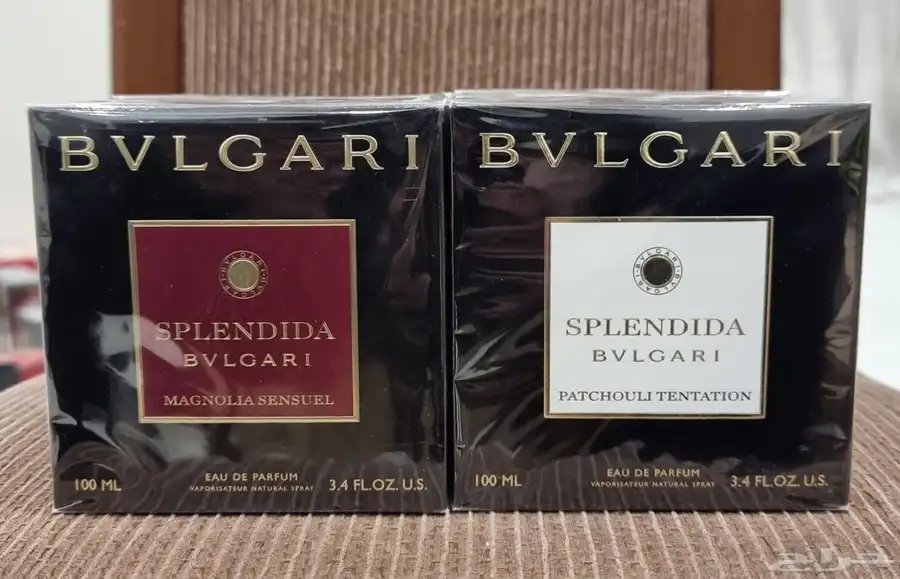 BVLGARI
SPLENDIDA
BVLGARI
MAGNOLIA SENSUEL
100 ML
EAU DE PARFUM
VAPORISATEUR NATURAL SPRAY
3.4 FL.OZ. U.S.
BVLGARI
SPLENDIDA
BVLGARI
PATCHOULI TENTATION
100 ML
EAU DE PARFUM
VAPORISATEUR NATURAL SPRAY
3.4 FL.OZ. U.S.
حراج